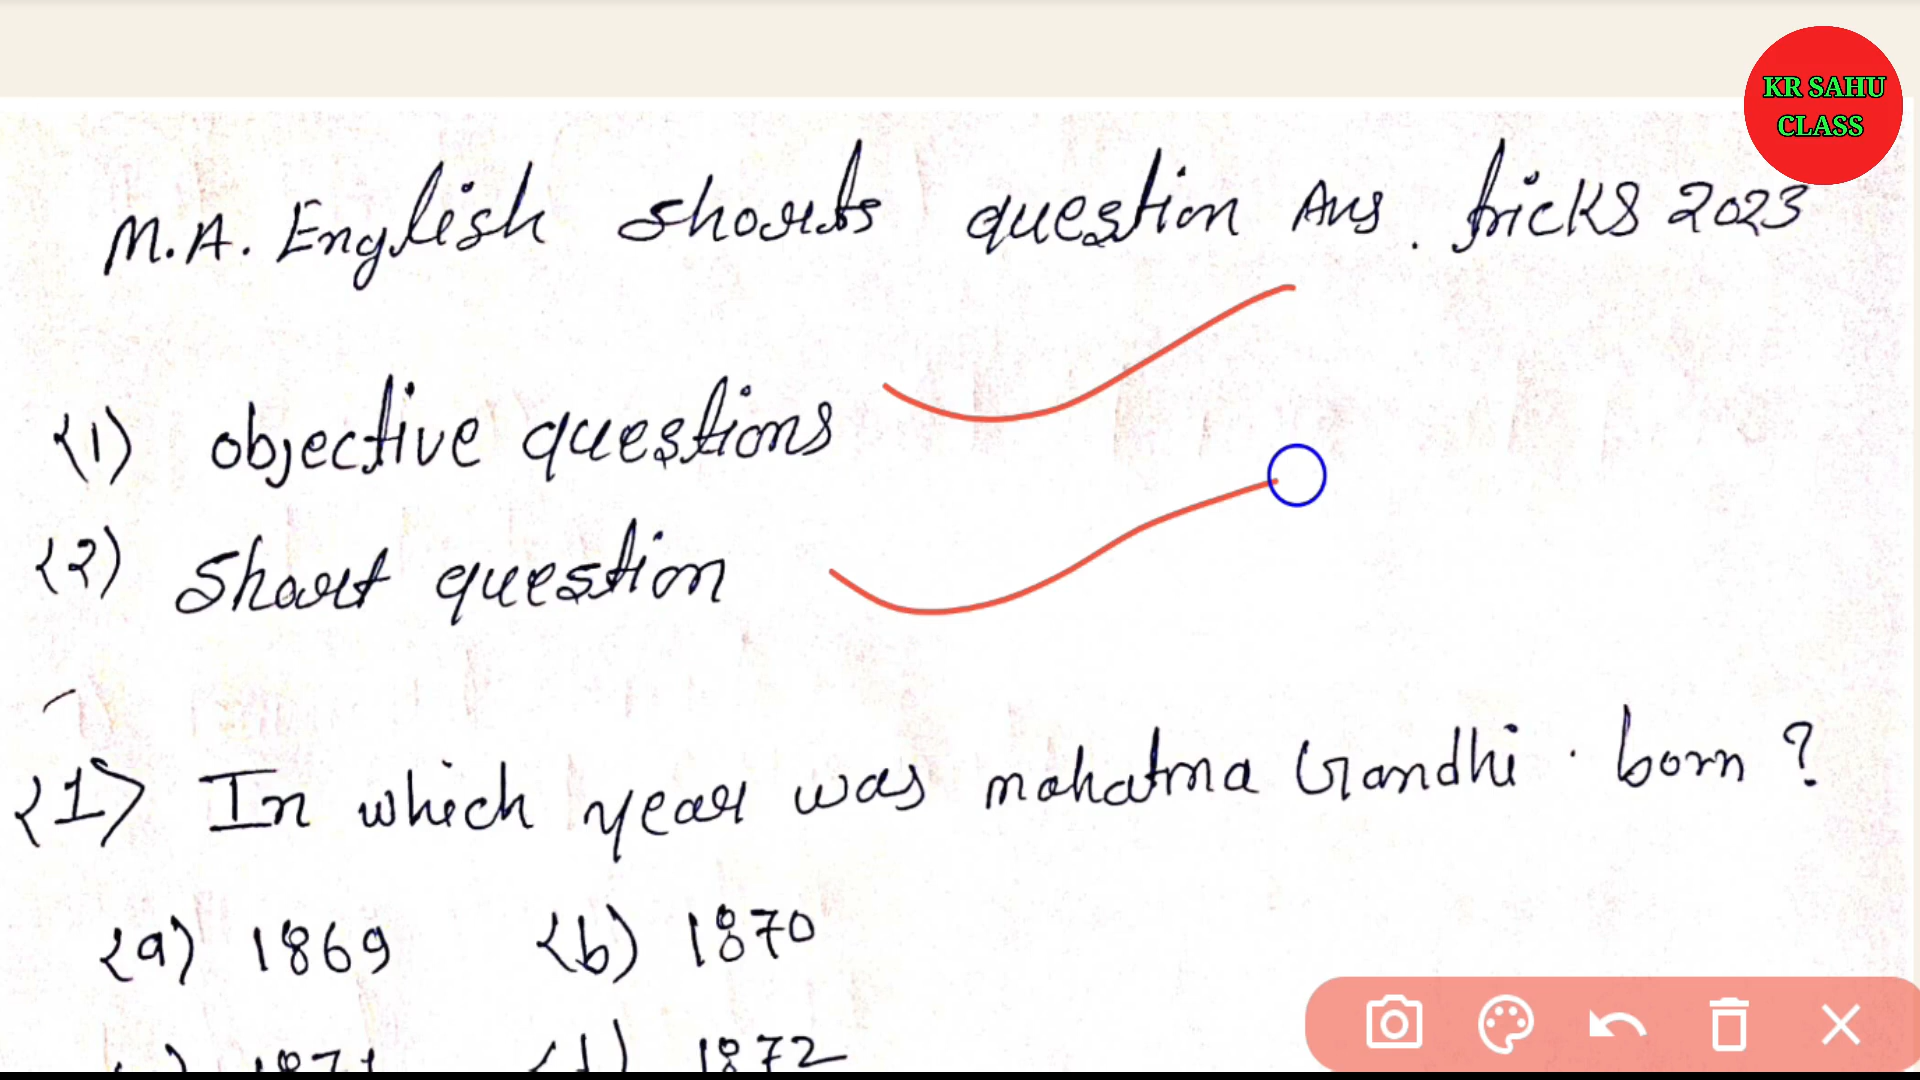 KR SAHU
CLASS
M.A. English shorts question Ans. tricks 2023
(1) objective questions
(2) Short question
(1) In which year was mahatma Gandhi . born ?
(a) 1869 (b) 1870
1871 (d) 1872